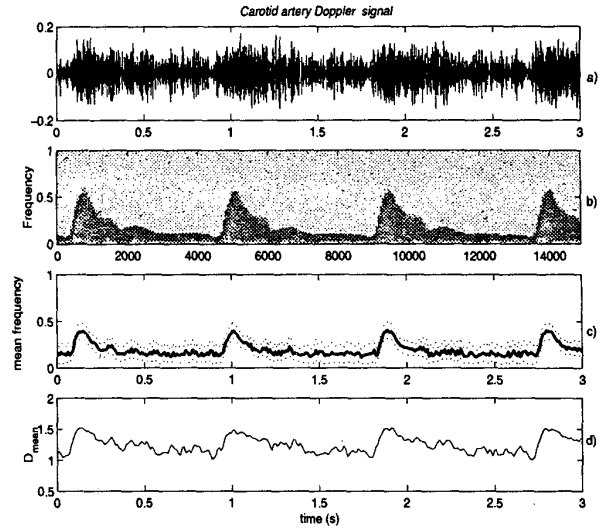 Carotid artery Doppler signal
0.2
0
−0.2
a)
0 0.5 1 1.5 2 2.5 3
1
0.5
0
Frequency
b)
0 2000 4000 6000 8000 10000 12000 14000
1
0.5
0
mean frequency
c)
0 0.5 1 1.5 2 2.5 3
2
1.5
1
0.5
Dmean
d)
0 0.5 1 1.5 2 2.5 3
time (s)